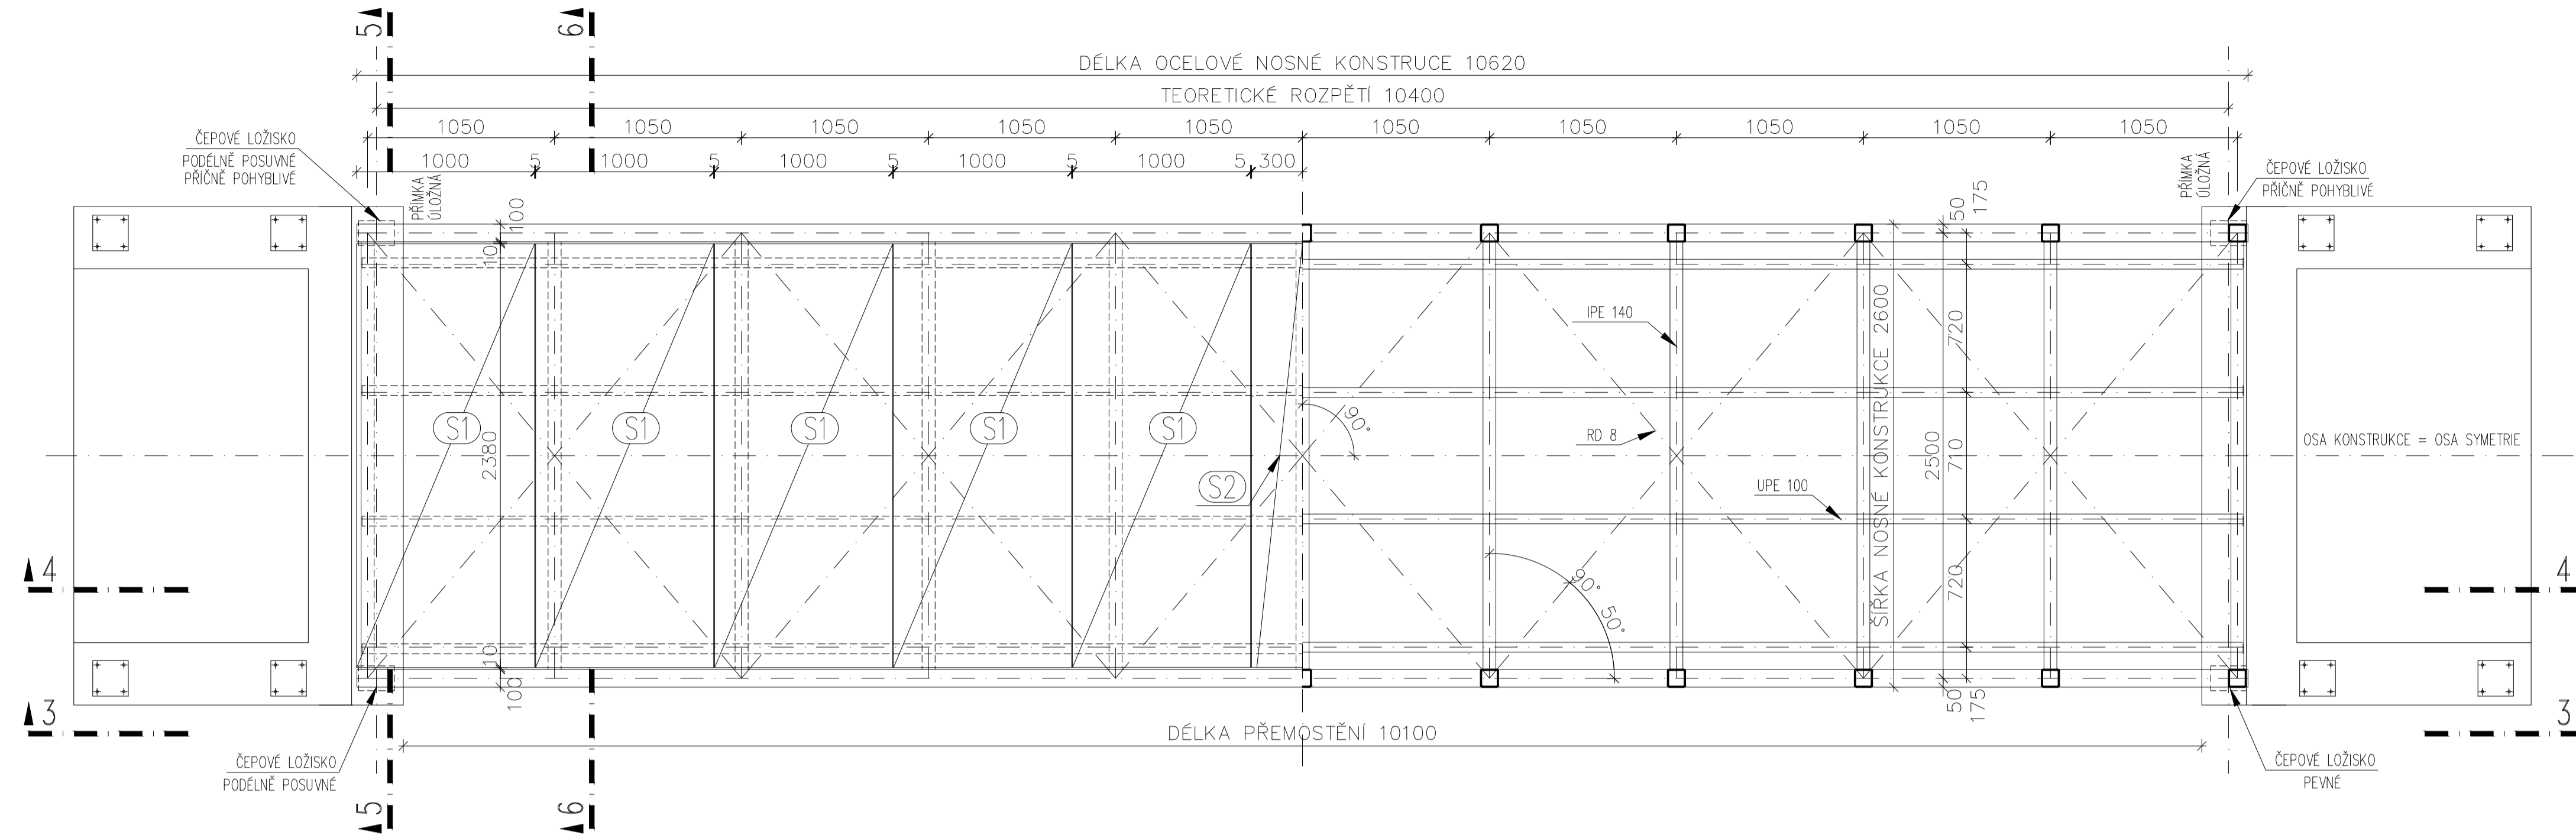 5
6
DÉLKA OCELOVÉ NOSNÉ KONSTRUCE 10620
TEORETICKÉ ROZPĚTÍ 10400
1050 1050 1050 1050 1050 1050 1050 1050 1050 1050
1000 5 1000 5 1000 5 1000 5 1000 5 300
ČEPOVÉ LOŽISKO
PODÉLNĚ POSUVNÉ
PŘÍČNĚ POHYBLIVÉ
PŘÍMKA
ÚLOŽNÁ
PŘÍMKA
ÚLOŽNÁ
ČEPOVÉ LOŽISKO
PŘÍČNĚ POHYBLIVÉ
100
10
50
175
IPE 140
RD 8
UPE 100
S1
S1
S1
S1
S1
S2
2380
90°
90°
50°
ŠÍŘKA NOSNÉ KONSTRUKCE 2600
2500
720
710
720
OSA KONSTRUKCE = OSA SYMETRIE
10
100
50
175
4
4
3
3
DÉLKA PŘEMOSTĚNÍ 10100
ČEPOVÉ LOŽISKO
PODÉLNĚ POSUVNÉ
ČEPOVÉ LOŽISKO
PEVNÉ
5
6